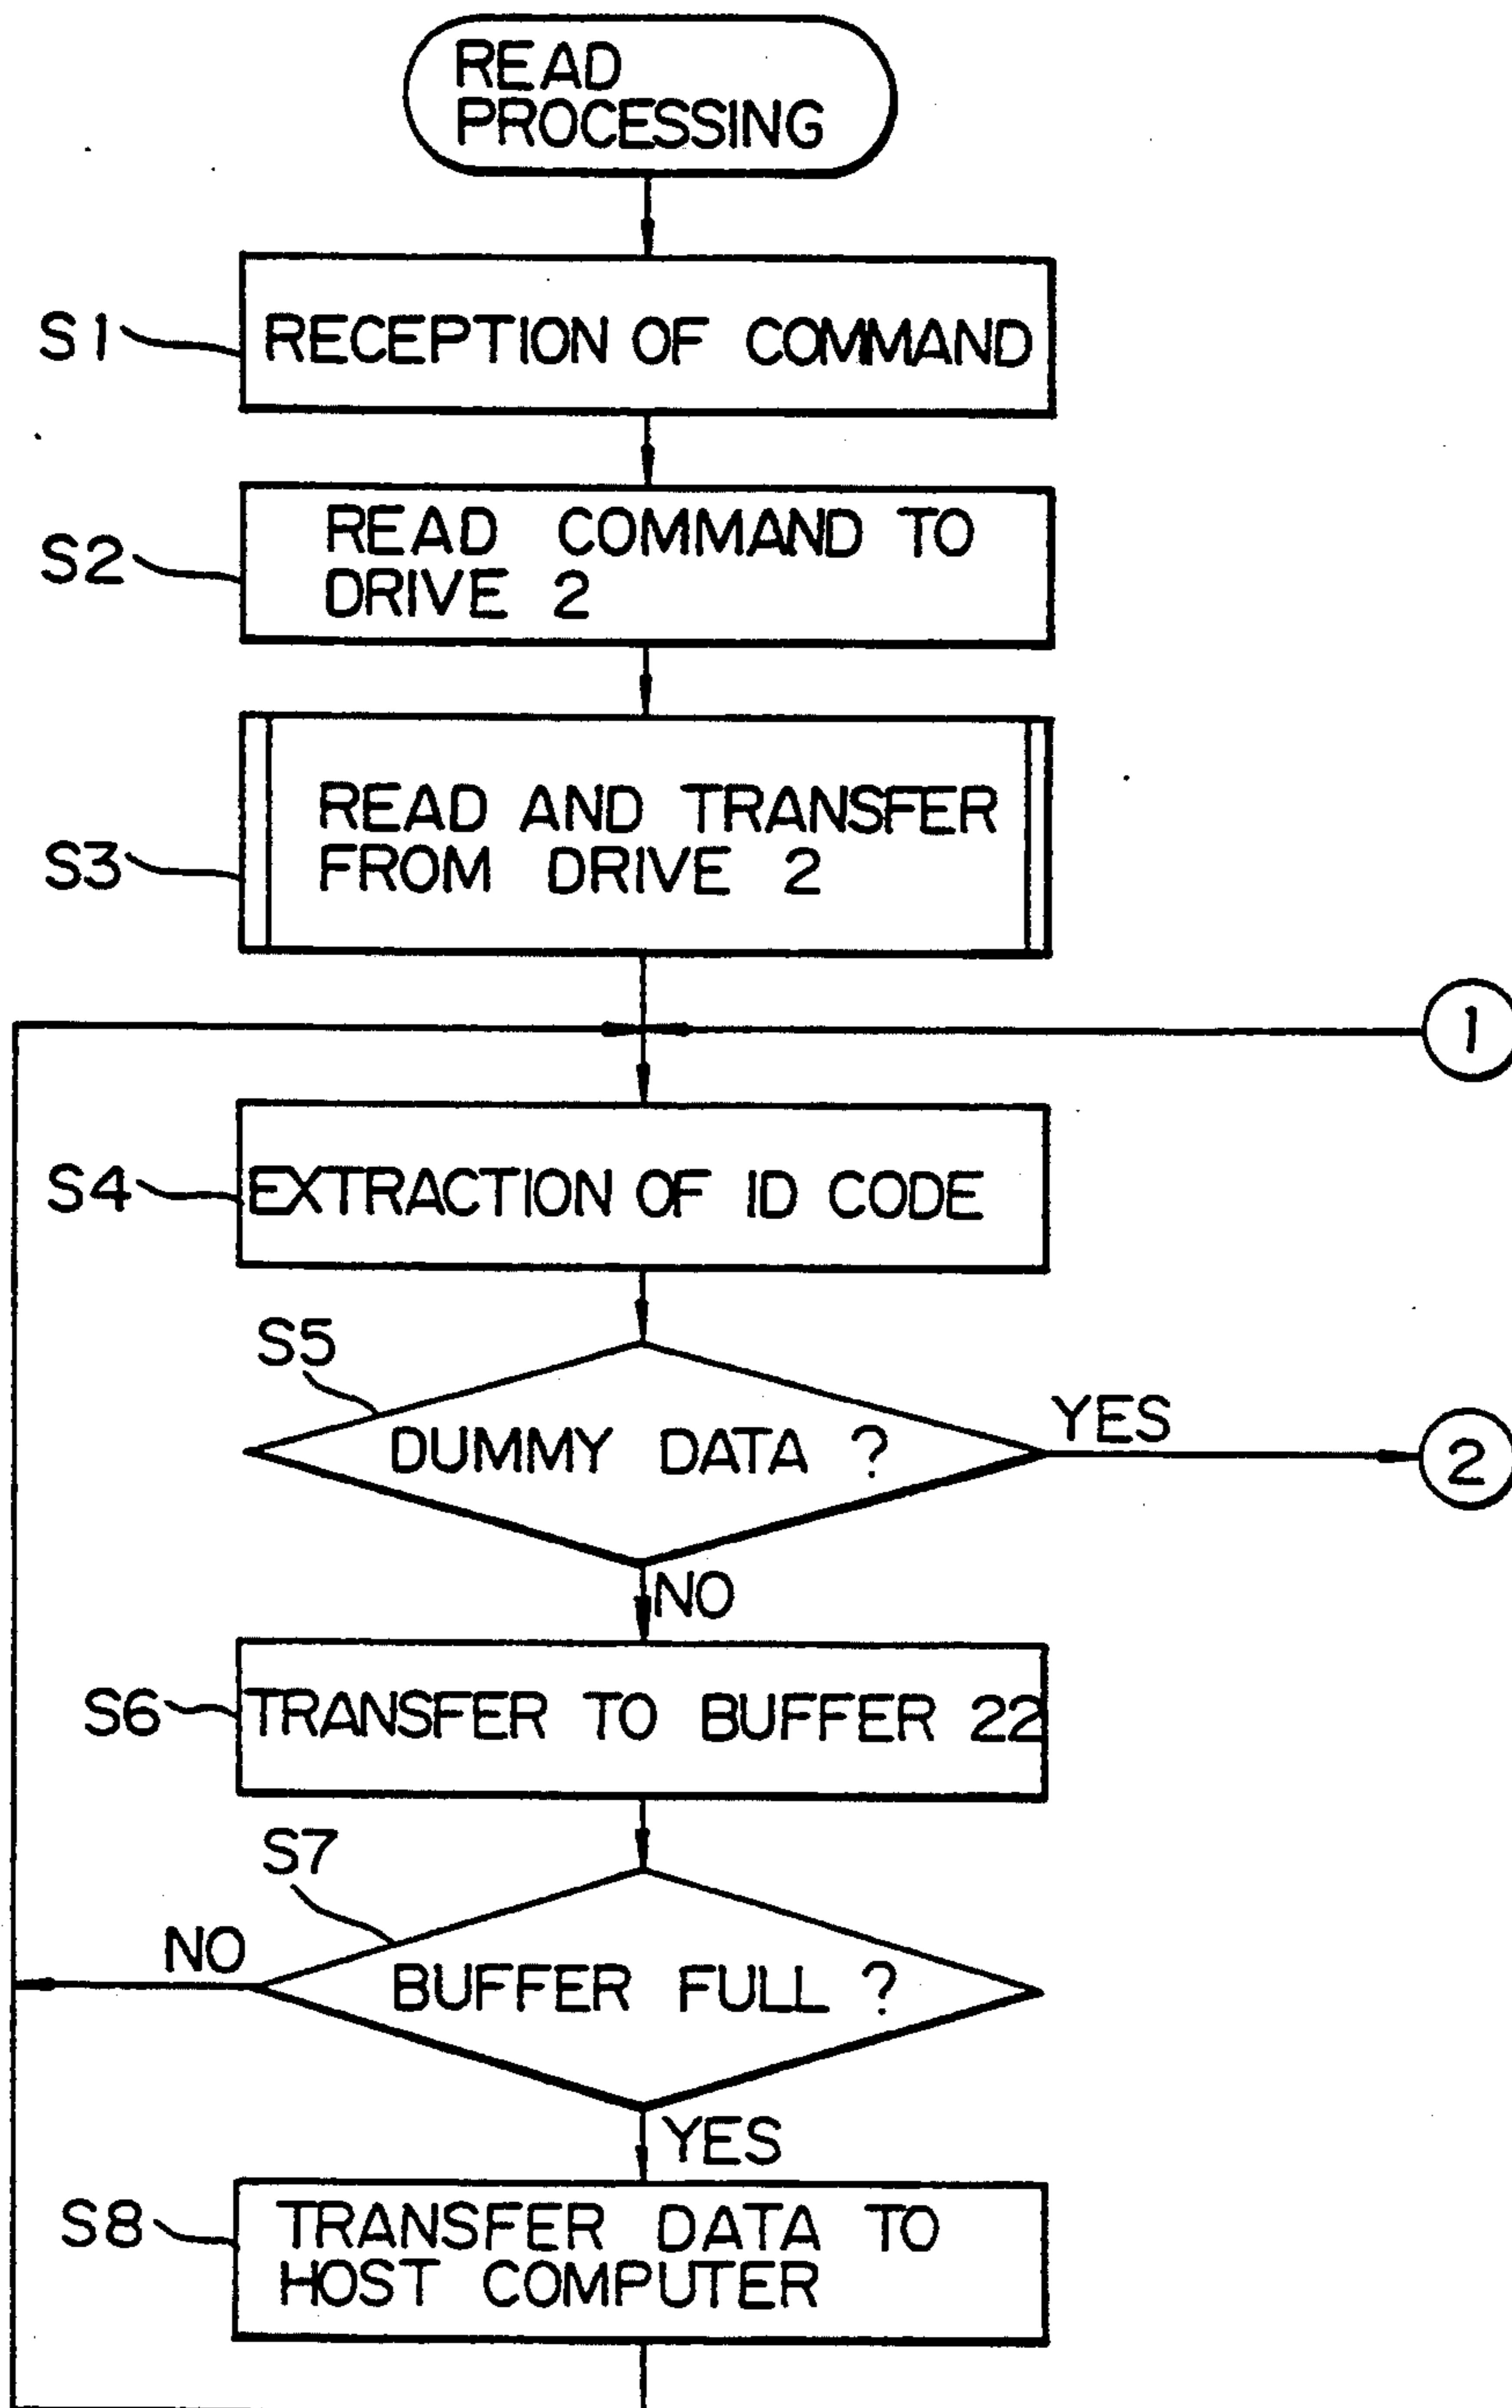 READ
PROCESSING
S1
RECEPTION OF COMMAND
S2
READ COMMAND TO
DRIVE 2
S3
READ AND TRANSFER
FROM DRIVE 2
1
S4
EXTRACTION OF ID CODE
S5
DUMMY DATA ?
YES
2
NO
S6
TRANSFER TO BUFFER 22
S7
NO
BUFFER FULL ?
YES
S8
TRANSFER DATA TO
HOST COMPUTER